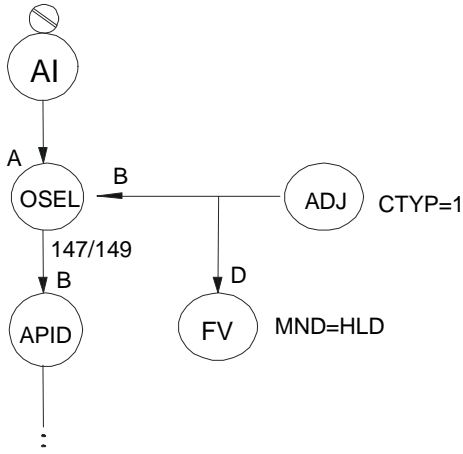 AI
A
B
OSEL
ADJ
CTYP=1
147/149
B
D
APID
FV
MND=HLD